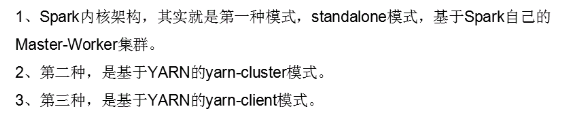 1、Spark内核架构，其实就是第一种模式，standalone模式，基于Spark自己的
Master-Worker集群。
2、第二种，是基于YARN的yarn-cluster模式。
3、第三种，是基于YARN的yarn-client模式。